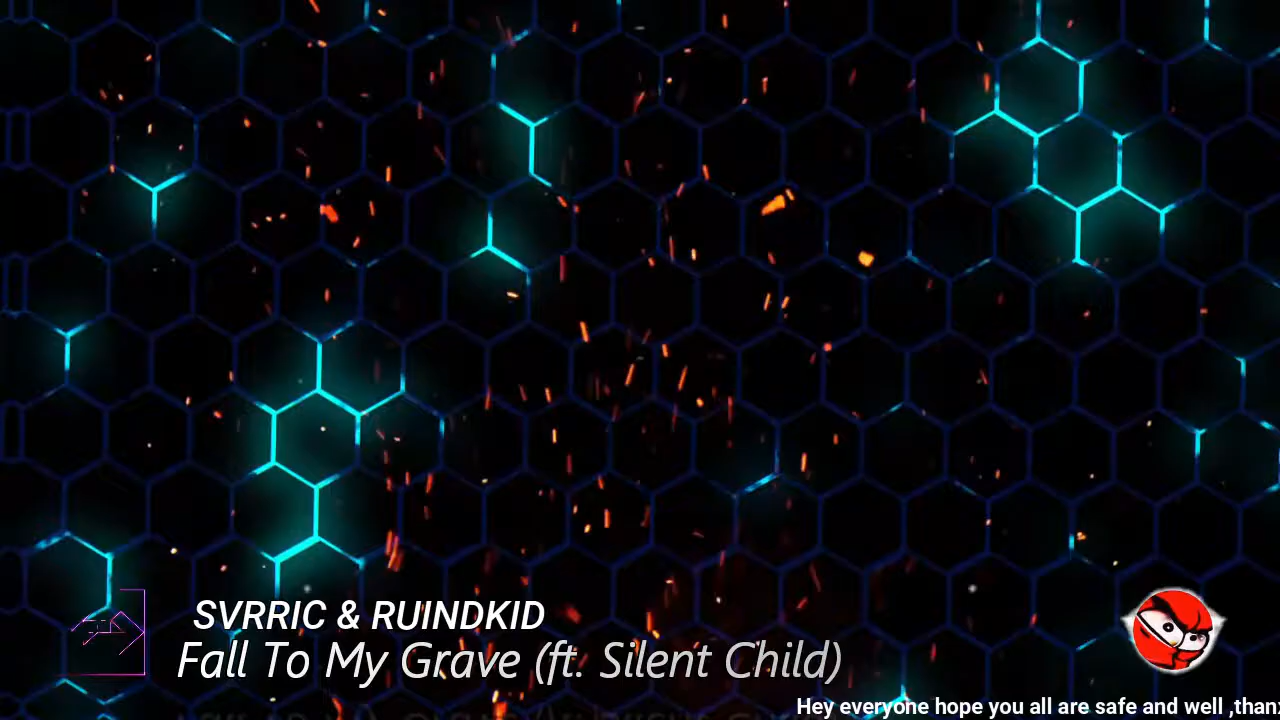 SVRRIC & RUINDKID
Fall To My Grave (ft. Silent Child)
Hey everyone hope you all are safe and well ,than